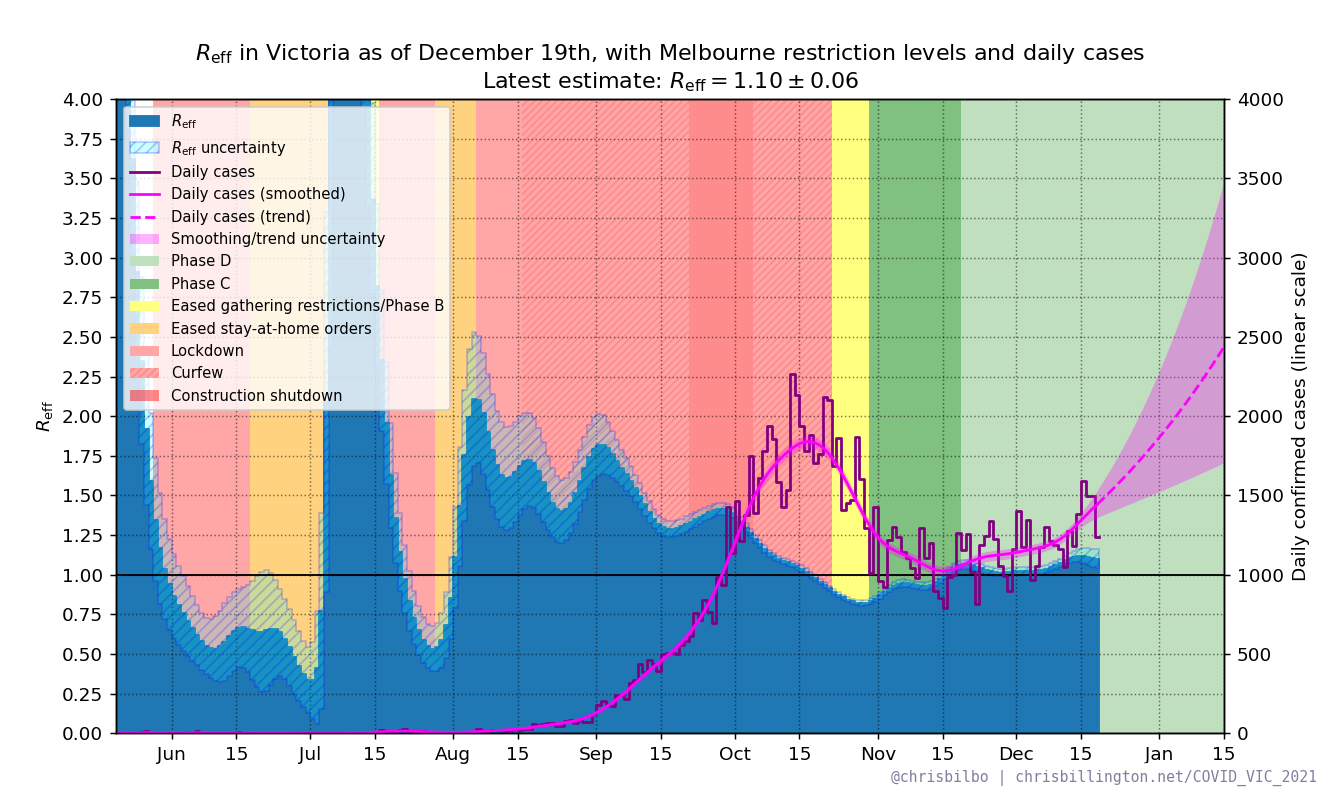 Reff in Victoria as of December 19th, with Melbourne restriction levels and daily cases
Latest estimate: Reff = 1.10 ± 0.06
Reff
Reff uncertainty
Daily cases
Daily cases (smoothed)
Daily cases (trend)
Smoothing/trend uncertainty
Phase D
Phase C
Eased gathering restrictions/Phase B
Eased stay-at-home orders
Lockdown
Curfew
Construction shutdown
4.00
3.75
3.50
3.25
3.00
2.75
2.50
2.25
2.00
1.75
1.50
1.25
1.00
0.75
0.50
0.25
0.00
Reff
4000
3500
3000
2500
2000
1500
1000
500
0
Daily confirmed cases (linear scale)
Jun 15 Jul 15 Aug 15 Sep 15 Oct 15 Nov 15 Dec 15 Jan 15
@chrisbilbo | chrisbillington.net/COVID_VIC_2021